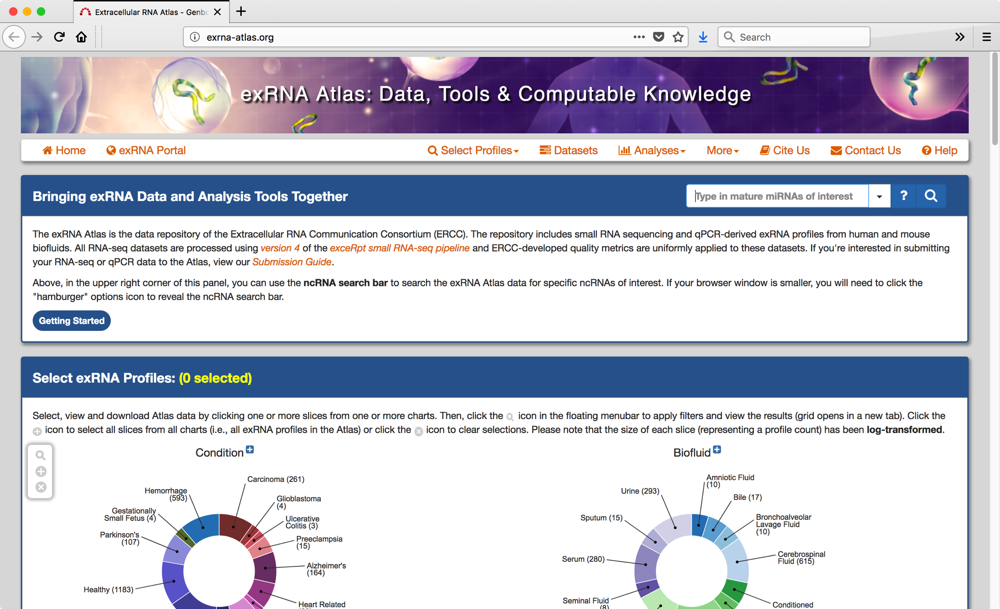 Extracellular RNA Atlas - Genbo
exrna-atlas.org
Search
exRNA Atlas: Data, Tools & Computable Knowledge
Home
exRNA Portal
Select Profiles
Datasets
Analyses
More
Cite Us
Contact Us
Help
Bringing exRNA Data and Analysis Tools Together
Type in mature miRNAs of interest
?
The exRNA Atlas is the data repository of the Extracellular RNA Communication Consortium (ERCC). The repository includes small RNA sequencing and qPCR-derived exRNA profiles from human and mouse
biofluids. All RNA-seq datasets are processed using version 4 of the exceRpt small RNA-seq pipeline and ERCC-developed quality metrics are uniformly applied to these datasets. If you're interested in submitting
your RNA-seq or qPCR data to the Atlas, view our Submission Guide.
Above, in the upper right corner of this panel, you can use the ncRNA search bar to search the exRNA Atlas data for specific ncRNAs of interest. If your browser window is smaller, you will need to click the
"hamburger" options icon to reveal the ncRNA search bar.
Getting Started
Select exRNA Profiles: (0 selected)
Select, view and download Atlas data by clicking one or more slices from one or more charts. Then, click the icon in the floating menubar to apply filters and view the results (grid opens in a new tab). Click the
icon to select all slices from all charts (i.e., all exRNA profiles in the Atlas) or click the icon to clear selections. Please note that the size of each slice (representing a profile count) has been log-transformed.
Condition
Carcinoma (261)
Glioblastoma
(4)
Ulcerative
Colitis (3)
Preeclampsia
(15)
Alzheimer's
(164)
Heart Related
Hemorrhage
(593)
Gestationally
Small Fetus (4)
Parkinson's
(107)
Healthy (1183)
Biofluid
Amniotic Fluid
(10)
Bile (17)
Bronchoalveolar
Lavage Fluid
(10)
Cerebrospinal
Fluid (615)
Conditioned
Urine (293)
Sputum (15)
Serum (280)
Seminal Fluid
(8)